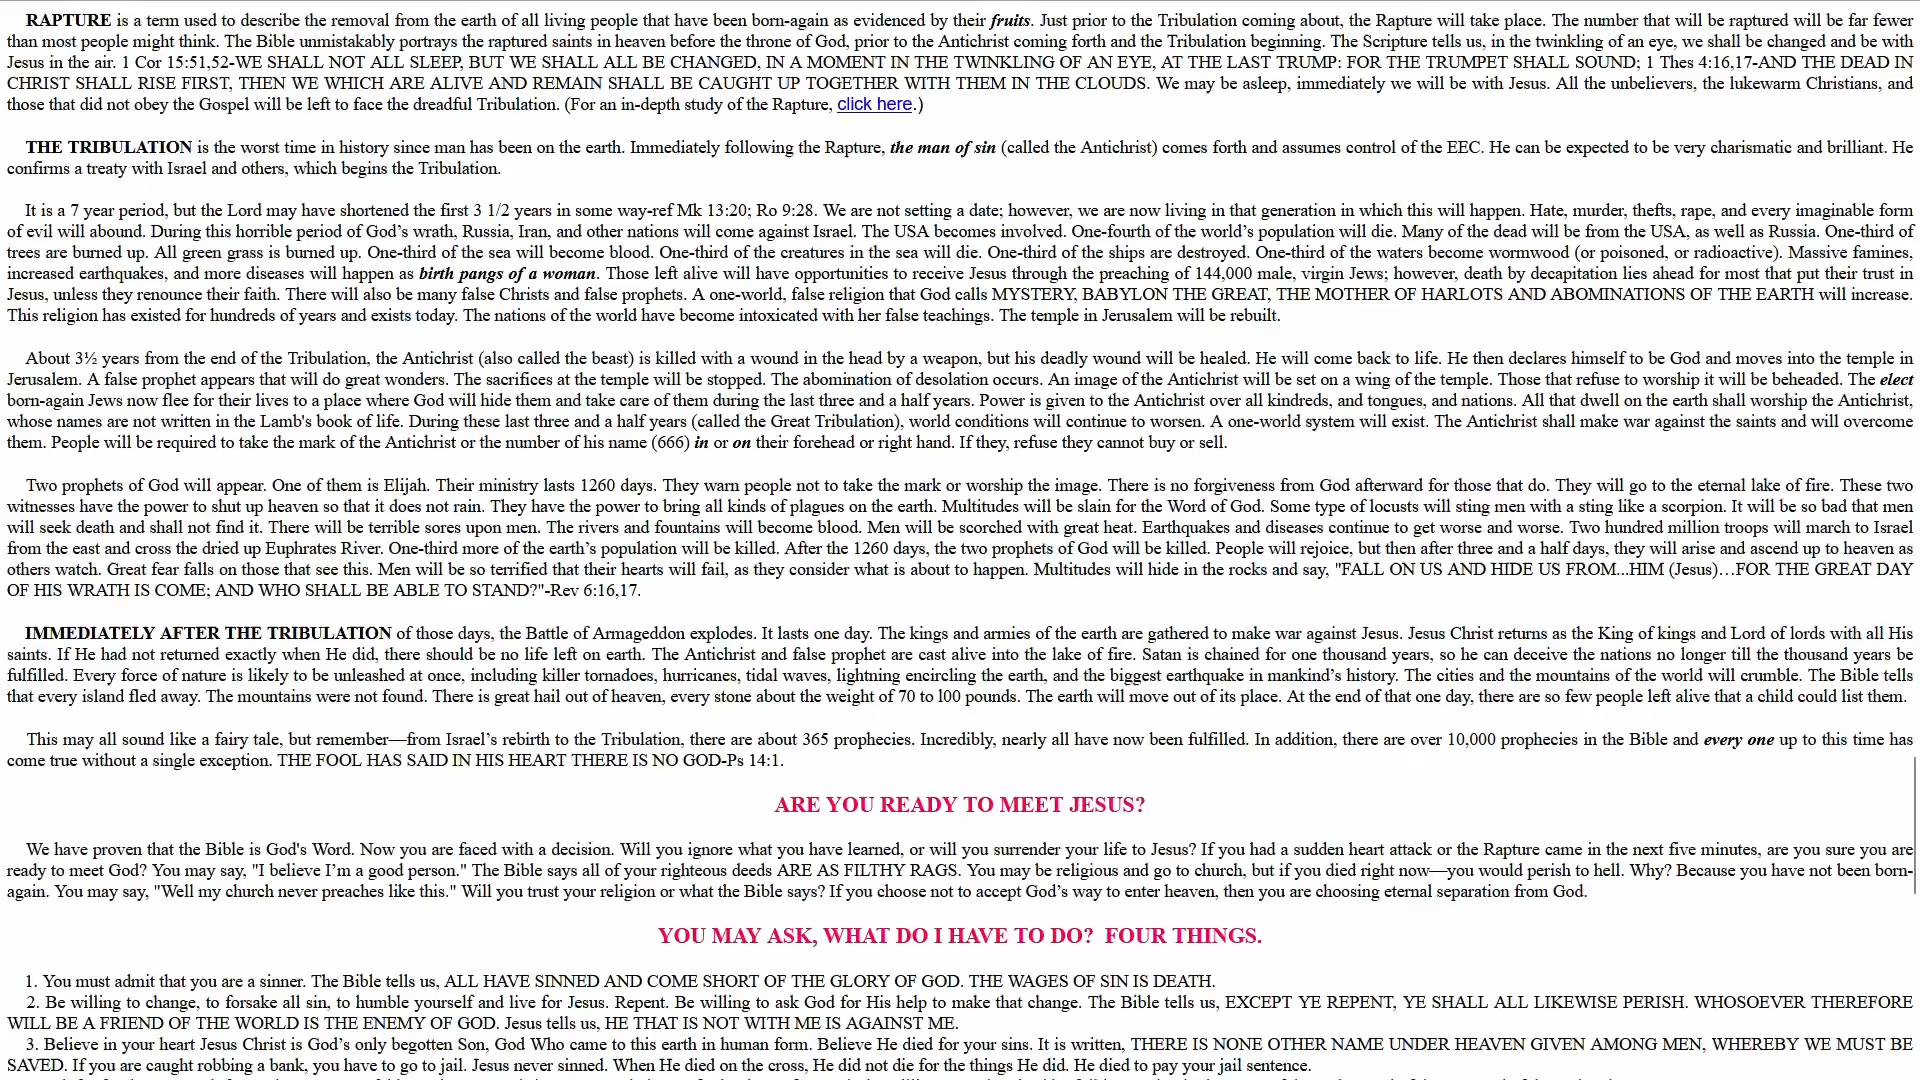 RAPTURE is a term used to describe the removal from the earth of all living people that have been born-again as evidenced by their fruits. Just prior to the Tribulation coming about, the Rapture will take place. The number that will be raptured will be far fewer
than most people might think. The Bible unmistakably portrays the raptured saints in heaven before the throne of God, prior to the Antichrist coming forth and the Tribulation beginning. The Scripture tells us, in the twinkling of an eye, we shall be changed and be with
Jesus in the air. 1 Cor 15:51,52-WE SHALL NOT ALL SLEEP, BUT WE SHALL ALL BE CHANGED, IN A MOMENT IN THE TWINKLING OF AN EYE, AT THE LAST TRUMP: FOR THE TRUMPET SHALL SOUND; 1 Thes 4:16,17-AND THE DEAD IN
CHRIST SHALL RISE FIRST, THEN WE WHICH ARE ALIVE AND REMAIN SHALL BE CAUGHT UP TOGETHER WITH THEM IN THE CLOUDS. We may be asleep, immediately we will be with Jesus. All the unbelievers, the lukewarm Christians, and
those that did not obey the Gospel will be left to face the dreadful Tribulation. (For an in-depth study of the Rapture, click here.)
THE TRIBULATION is the worst time in history since man has been on the earth. Immediately following the Rapture, the man of sin (called the Antichrist) comes forth and assumes control of the EEC. He can be expected to be very charismatic and brilliant. He
confirms a treaty with Israel and others, which begins the Tribulation.
It is a 7 year period, but the Lord may have shortened the first 3 1/2 years in some way-ref Mk 13:20; Ro 9:28. We are not setting a date; however, we are now living in that generation in which this will happen. Hate, murder, thefts, rape, and every imaginable form
of evil will abound. During this horrible period of God’s wrath, Russia, Iran, and other nations will come against Israel. The USA becomes involved. One-fourth of the world’s population will die. Many of the dead will be from the USA, as well as Russia. One-third of
trees are burned up. All green grass is burned up. One-third of the sea will become blood. One-third of the creatures in the sea will die. One-third of the ships are destroyed. One-third of the waters become wormwood (or poisoned, or radioactive). Massive famines,
increased earthquakes, and more diseases will happen as birth pangs of a woman. Those left alive will have opportunities to receive Jesus through the preaching of 144,000 male, virgin Jews; however, death by decapitation lies ahead for most that put their trust in
Jesus, unless they renounce their faith. There will also be many false Christs and false prophets. A one-world, false religion that God calls MYSTERY, BABYLON THE GREAT, THE MOTHER OF HARLOTS AND ABOMINATIONS OF THE EARTH will increase.
This religion has existed for hundreds of years and exists today. The nations of the world have become intoxicated with her false teachings. The temple in Jerusalem will be rebuilt.
About 3½ years from the end of the Tribulation, the Antichrist (also called the beast) is killed with a wound in the head by a weapon, but his deadly wound will be healed. He will come back to life. He then declares himself to be God and moves into the temple in
Jerusalem. A false prophet appears that will do great wonders. The sacrifices at the temple will be stopped. The abomination of desolation occurs. An image of the Antichrist will be set on a wing of the temple. Those that refuse to worship it will be beheaded. The elect
born-again Jews now flee for their lives to a place where God will hide them and take care of them during the last three and a half years. Power is given to the Antichrist over all kindreds, and tongues, and nations. All that dwell on the earth shall worship the Antichrist,
whose names are not written in the Lamb's book of life. During these last three and a half years (called the Great Tribulation), world conditions will continue to worsen. A one-world system will exist. The Antichrist shall make war against the saints and will overcome
them. People will be required to take the mark of the Antichrist or the number of his name (666) in or on their forehead or right hand. If they, refuse they cannot buy or sell.
Two prophets of God will appear. One of them is Elijah. Their ministry lasts 1260 days. They warn people not to take the mark or worship the image. There is no forgiveness from God afterward for those that do. They will go to the eternal lake of fire. These two
witnesses have the power to shut up heaven so that it does not rain. They have the power to bring all kinds of plagues on the earth. Multitudes will be slain for the Word of God. Some type of locusts will sting men with a sting like a scorpion. It will be so bad that men
will seek death and shall not find it. There will be terrible sores upon men. The rivers and fountains will become blood. Men will be scorched with great heat. Earthquakes and diseases continue to get worse and worse. Two hundred million troops will march to Israel
from the east and cross the dried up Euphrates River. One-third more of the earth’s population will be killed. After the 1260 days, the two prophets of God will be killed. People will rejoice, but then after three and a half days, they will arise and ascend up to heaven as
others watch. Great fear falls on those that see this. Men will be so terrified that their hearts will fail, as they consider what is about to happen. Multitudes will hide in the rocks and say, "FALL ON US AND HIDE US FROM...HIM (Jesus)…FOR THE GREAT DAY
OF HIS WRATH IS COME; AND WHO SHALL BE ABLE TO STAND?"-Rev 6:16,17.
IMMEDIATELY AFTER THE TRIBULATION of those days, the Battle of Armageddon explodes. It lasts one day. The kings and armies of the earth are gathered to make war against Jesus. Jesus Christ returns as the King of kings and Lord of lords with all His
saints. If He had not returned exactly when He did, there should be no life left on earth. The Antichrist and false prophet are cast alive into the lake of fire. Satan is chained for one thousand years, so he can deceive the nations no longer till the thousand years be
fulfilled. Every force of nature is likely to be unleashed at once, including killer tornadoes, hurricanes, tidal waves, lightning encircling the earth, and the biggest earthquake in mankind’s history. The cities and the mountains of the world will crumble. The Bible tells
that every island fled away. The mountains were not found. There is great hail out of heaven, every stone about the weight of 70 to 100 pounds. The earth will move out of its place. At the end of that one day, there are so few people left alive that a child could list them.
This may all sound like a fairy tale, but remember—from Israel’s rebirth to the Tribulation, there are about 365 prophecies. Incredibly, nearly all have now been fulfilled. In addition, there are over 10,000 prophecies in the Bible and every one up to this time has
come true without a single exception. THE FOOL HAS SAID IN HIS HEART THERE IS NO GOD-Ps 14:1.
ARE YOU READY TO MEET JESUS?
We have proven that the Bible is God's Word. Now you are faced with a decision. Will you ignore what you have learned, or will you surrender your life to Jesus? If you had a sudden heart attack or the Rapture came in the next five minutes, are you sure you are
ready to meet God? You may say, "I believe I’m a good person." The Bible says all of your righteous deeds ARE AS FILTHY RAGS. You may be religious and go to church, but if you died right now—you would perish to hell. Why? Because you have not been born-
again. You may say, "Well my church never preaches like this." Will you trust your religion or what the Bible says? If you choose not to accept God’s way to enter heaven, then you are choosing eternal separation from God.
YOU MAY ASK, WHAT DO I HAVE TO DO? FOUR THINGS.
1. You must admit that you are a sinner. The Bible tells us, ALL HAVE SINNED AND COME SHORT OF THE GLORY OF GOD. THE WAGES OF SIN IS DEATH.
2. Be willing to change, to forsake all sin, to humble yourself and live for Jesus. Repent. Be willing to ask God for His help to make that change. The Bible tells us, EXCEPT YE REPENT, YE SHALL ALL LIKEWISE PERISH. WHOSOEVER THEREFORE
WILL BE A FRIEND OF THE WORLD IS THE ENEMY OF GOD. Jesus tells us, HE THAT IS NOT WITH ME IS AGAINST ME.
3. Believe in your heart Jesus Christ is God’s only begotten Son, God Who came to this earth in human form. Believe He died for your sins. It is written, THERE IS NONE OTHER NAME UNDER HEAVEN GIVEN AMONG MEN, WHEREBY WE MUST BE
SAVED. If you are caught robbing a bank, you have to go to jail. Jesus never sinned. When He died on the cross, He did not die for the things He did. He died to pay your jail sentence.